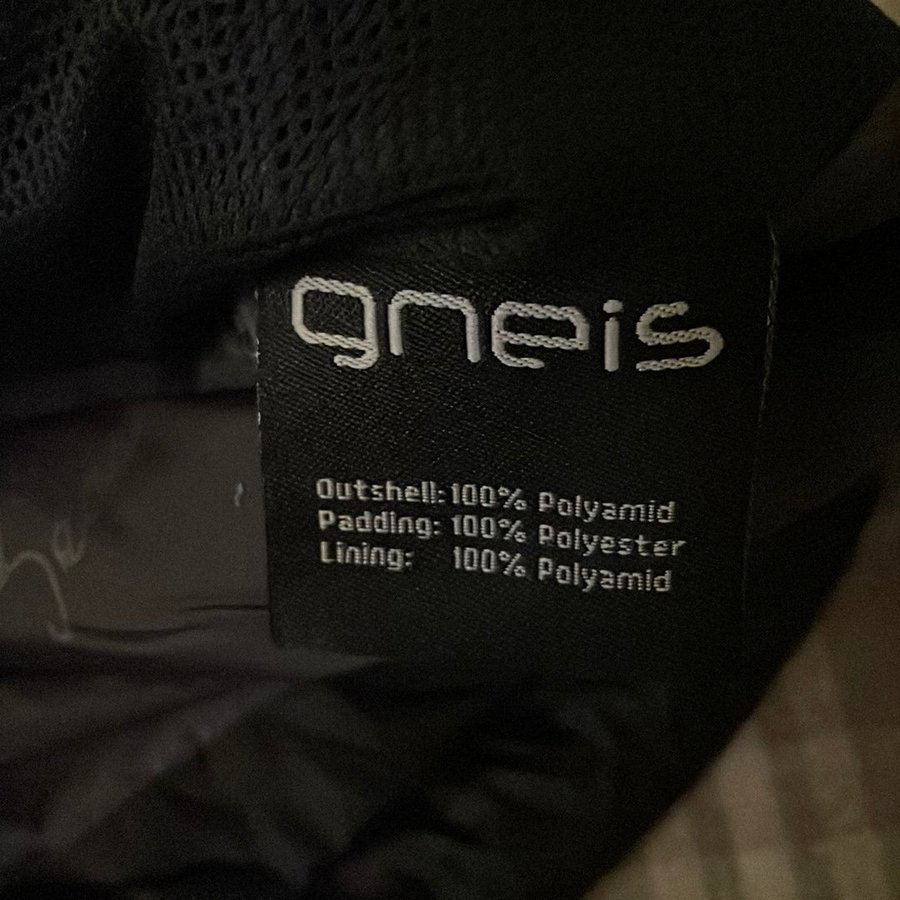 gneis
Outshell: 100% Polyamid
Padding: 100% Polyester
Lining: 100% Polyamid